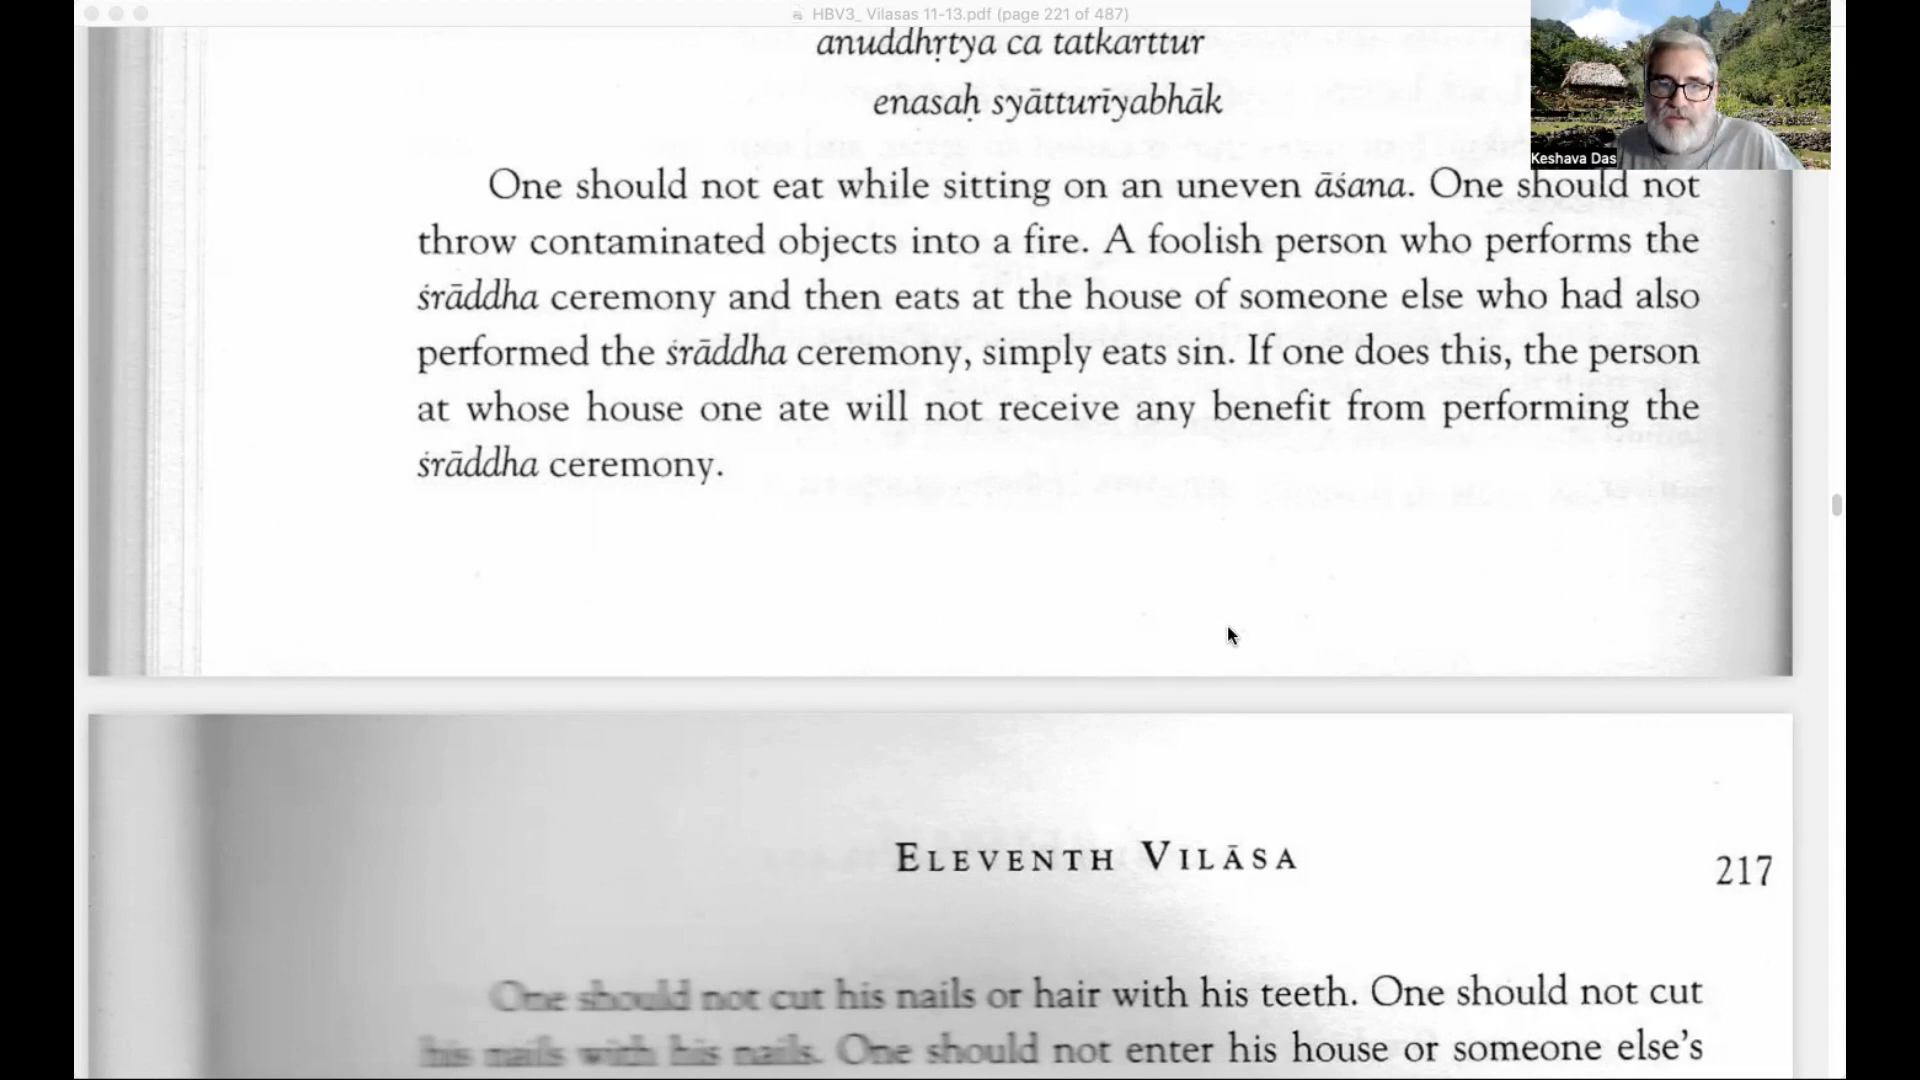 HBV3_ Vilasas 11-13.pdf (page 221 of 487)
anuddhṛtya ca tatkarttur
enasaḥ syātturiyabhāk
Keshava Das
One should not eat while sitting on an uneven āśana. One should not
throw contaminated objects into a fire. A foolish person who performs the
śrāddha ceremony and then eats at the house of someone else who had also
performed the śrāddha ceremony, simply eats sin. If one does this, the person
at whose house one ate will not receive any benefit from performing the
śrāddha ceremony.
ELEVENTH VILĀSA
217
One should not cut his nails or hair with his teeth. One should not cut
his nails with his nails. One should not enter his house or someone else's